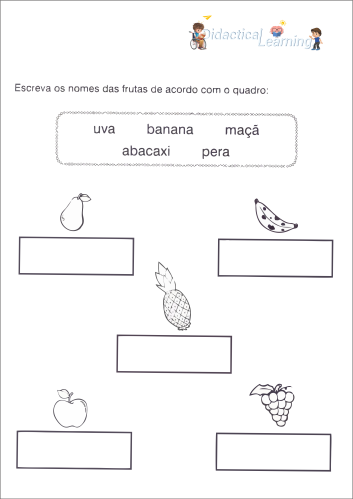 Didactical
Learning
Escreva os nomes das frutas de acordo com o quadro:
uva banana maçã
abacaxi pera